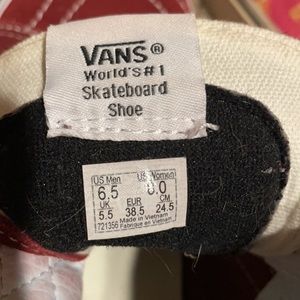 VANS®
World's #1
Skateboard
Shoe
US Men US Women
6.5 8.0
UK EUR CM
5.5 38.5 24.5
721356 Made in Vietnam
Fabriqué en Vietnam